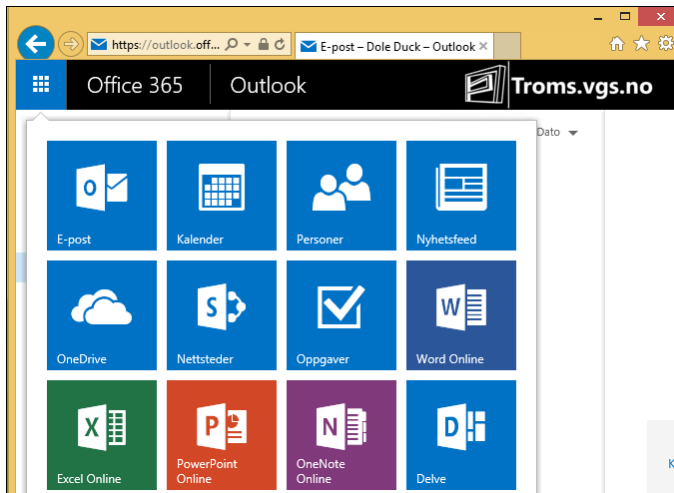 https://outlook.off...
E-post – Dole Duck – Outlook
Office 365
Outlook
Troms.vgs.no
Dato
E-post
Kalender
Personer
Nyhetsfeed
OneDrive
Nettsteder
Oppgaver
Word Online
Excel Online
PowerPoint
Online
OneNote
Online
Delve
K